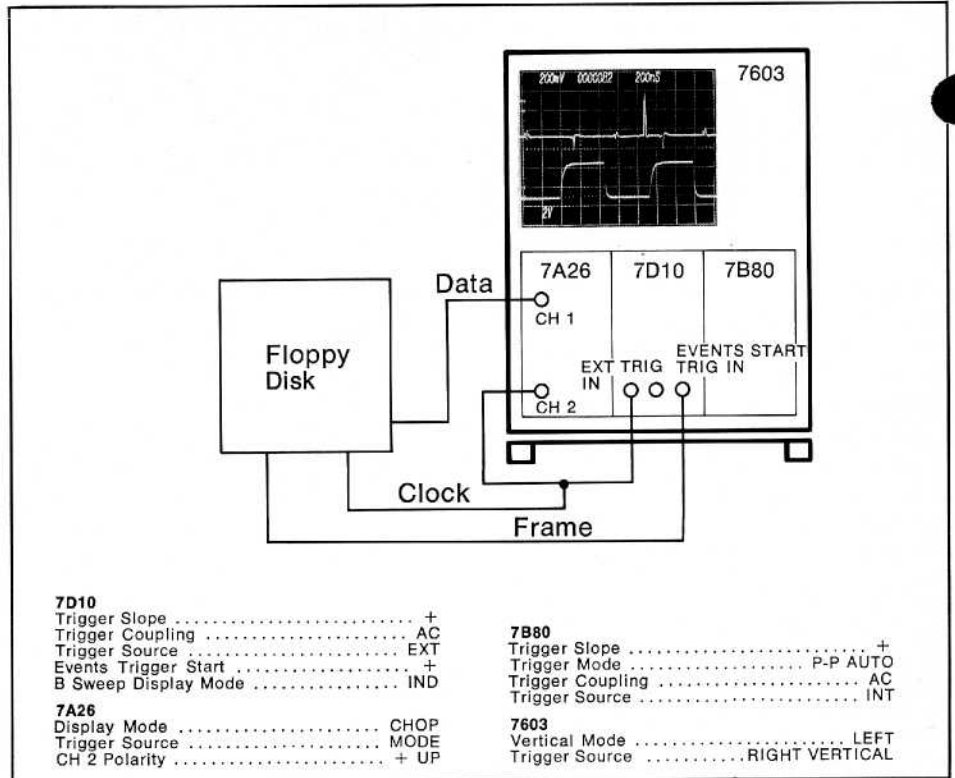 7603
200mV 0000082 200nS
2V
7A26 7D10 7B80
Data
CH 1
Floppy
Disk
EXT TRIG
IN
EVENTS START
TRIG IN
CH 2
Clock
Frame
7D10
Trigger Slope ........................ +
Trigger Coupling ..................... AC
Trigger Source ...................... EXT
Events Trigger Start .................. +
B Sweep Display Mode ............... IND
7A26
Display Mode ...................... CHOP
Trigger Source .................... MODE
CH 2 Polarity .................... + UP
7B80
Trigger Slope ........................ +
Trigger Mode ................ P-P AUTO
Trigger Coupling ..................... AC
Trigger Source ...................... INT
7603
Vertical Mode ..................... LEFT
Trigger Source .......... RIGHT VERTICAL